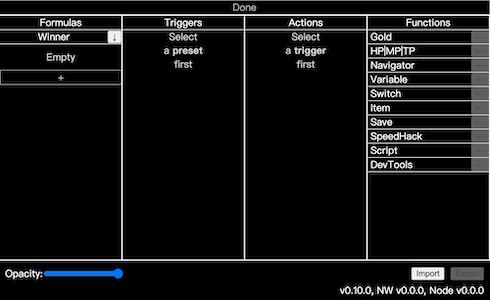 Done
Formulas
Triggers
Actions
Functions
Winner
↓
Empty
+
Select
a preset
first
Select
a trigger
first
Gold
HP|MP|TP
Navigator
Variable
Switch
Item
Save
SpeedHack
Script
DevTools
Opacity:
Import
Export
v0.10.0, NW v0.0.0, Node v0.0.0